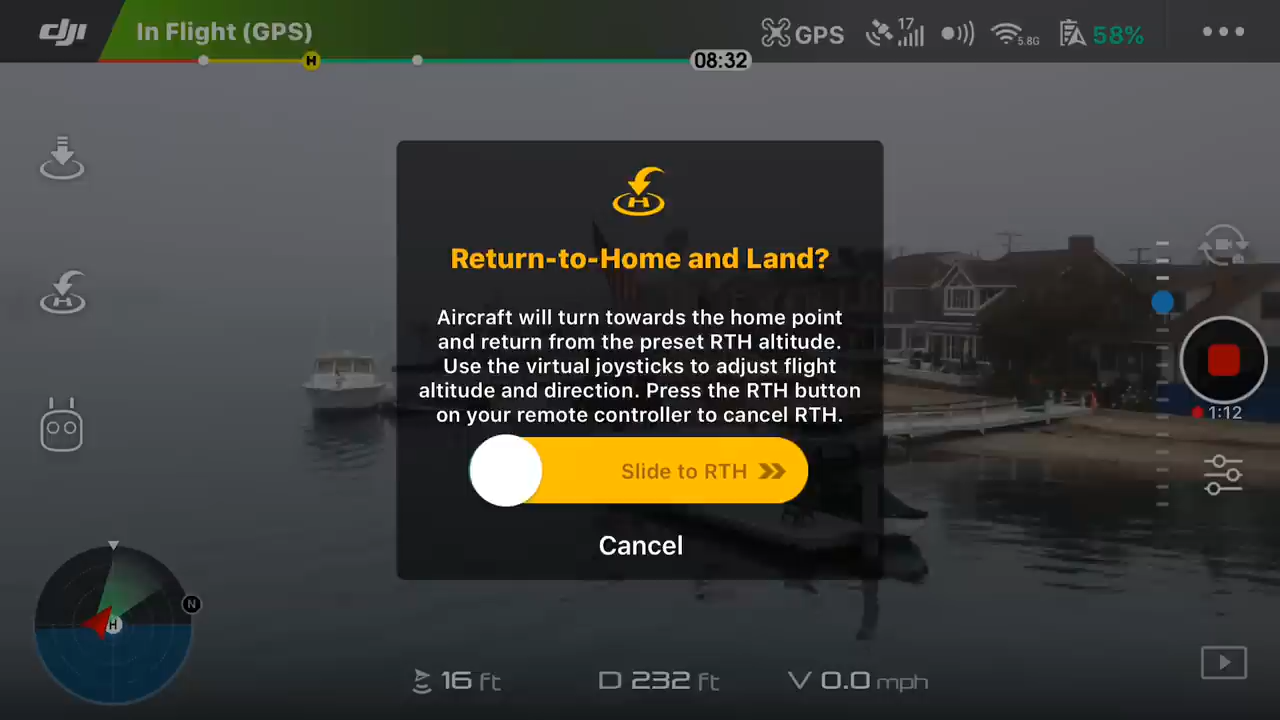 dji
In Flight (GPS)
GPS
17
5.8G
58%
H
08:32
Return-to-Home and Land?
Aircraft will turn towards the home point
and return from the preset RTH altitude.
Use the virtual joysticks to adjust flight
altitude and direction. Press the RTH button
on your remote controller to cancel RTH.
Slide to RTH
Cancel
1:12
N
H
16 ft
D 232 ft
V 0.0 mph